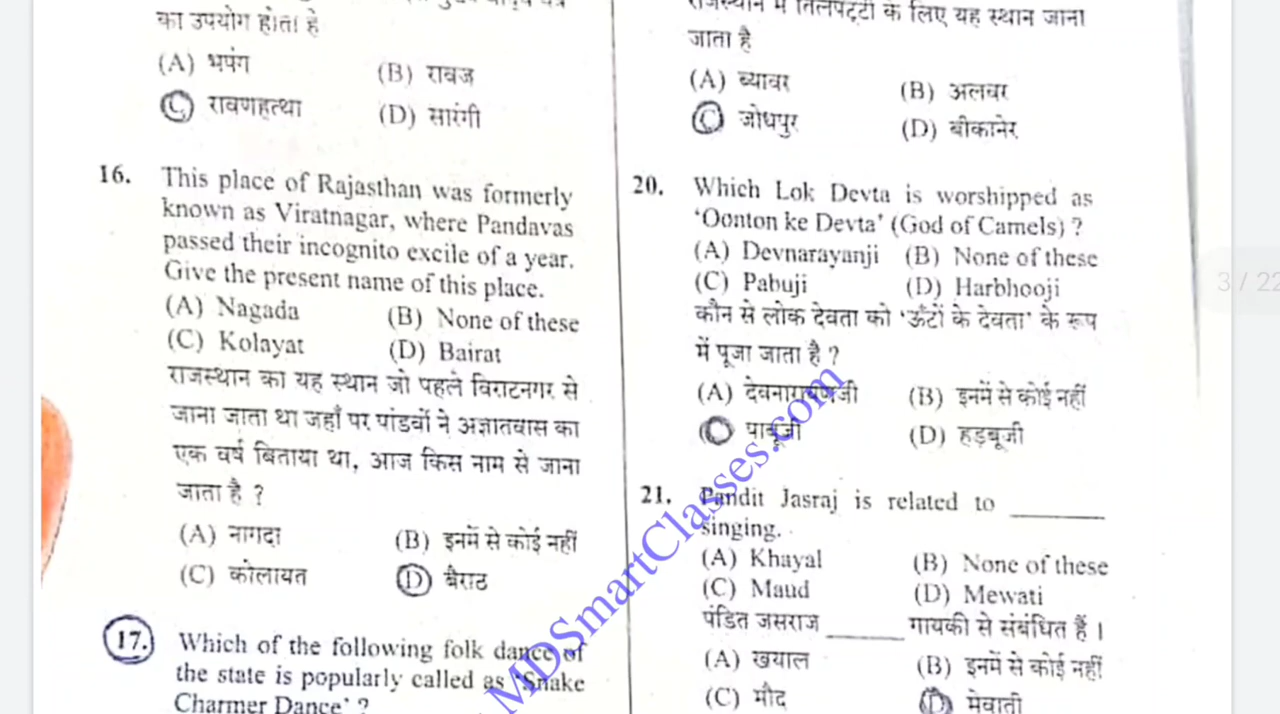 का उपयोग होता है
(A) भपंग
(B) रावज
(C) रावणहत्था
(D) सारंगी
16. This place of Rajasthan was formerly
known as Viratnagar, where Pandavas
passed their incognito excile of a year.
Give the present name of this place.
(A) Nagada (B) None of these
(C) Kolayat (D) Bairat
राजस्थान का यह स्थान जो पहले विराटनगर से
जाना जाता था जहाँ पर पांडवों ने अज्ञातवास का
एक वर्ष बिताया था, आज किस नाम से जाना
जाता है ?
(A) नागदा (B) इनमें से कोई नहीं
(C) कोलायत (D) बैराठ
17. Which of the following folk dance of
the state is popularly called as 'Snake
Charmer Dance' ?
राजस्थान में तिलपट्टी के लिए यह स्थान जाना
जाता है
(A) ब्यावर (B) अलवर
(C) जोधपुर (D) बीकानेर
20. Which Lok Devta is worshipped as
'Oonton ke Devta' (God of Camels) ?
(A) Devnarayanji (B) None of these
(C) Pabuji (D) Harbhooji
कौन से लोक देवता को 'ऊँटों के देवता' के रूप
में पूजा जाता है ?
(A) देवनारायणजी (B) इनमें से कोई नहीं
(C) पाबूजी (D) हड़बूजी
21. Pandit Jasraj is related to ______
singing.
(A) Khayal (B) None of these
(C) Maud (D) Mewati
पंडित जसराज ______ गायकी से संबंधित हैं ।
(A) खयाल (B) इनमें से कोई नहीं
(C) मौद (D) मेवाती
MDSmartClasses.com
3 / 22